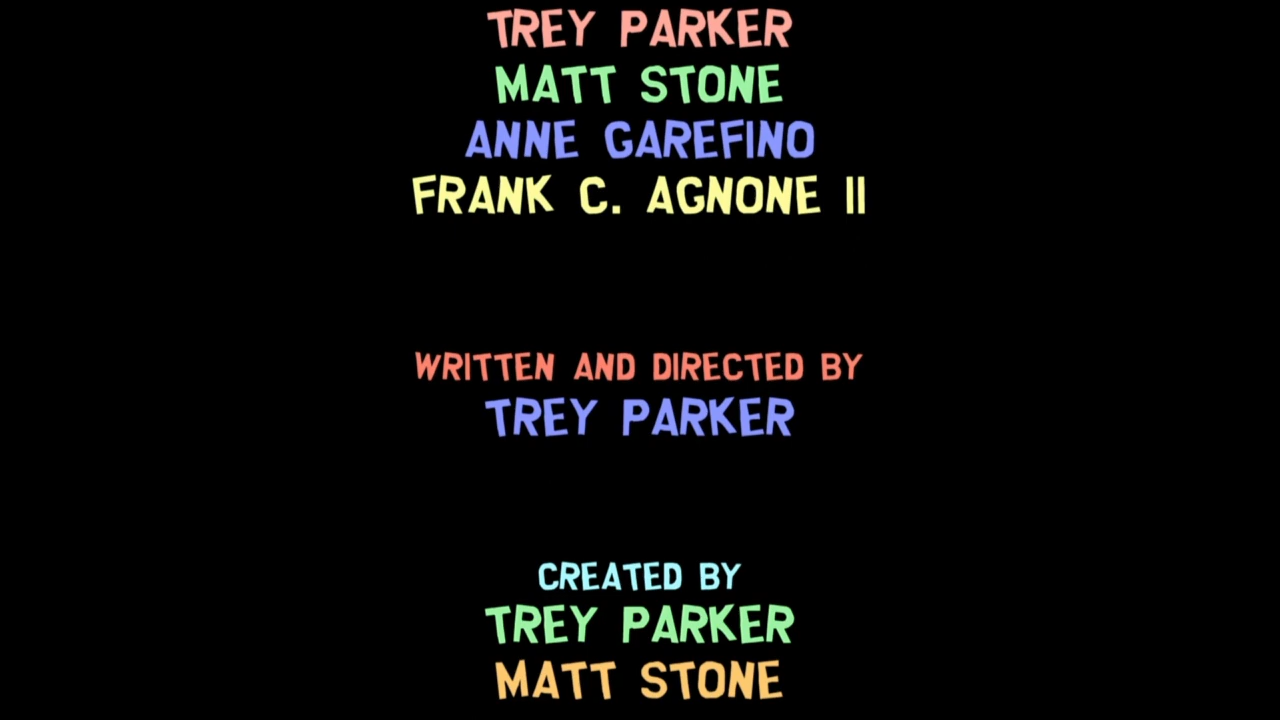 TREY PARKER
MATT STONE
ANNE GAREFINO
FRANK C. AGNONE II
WRITTEN AND DIRECTED BY
TREY PARKER
CREATED BY
TREY PARKER
MATT STONE